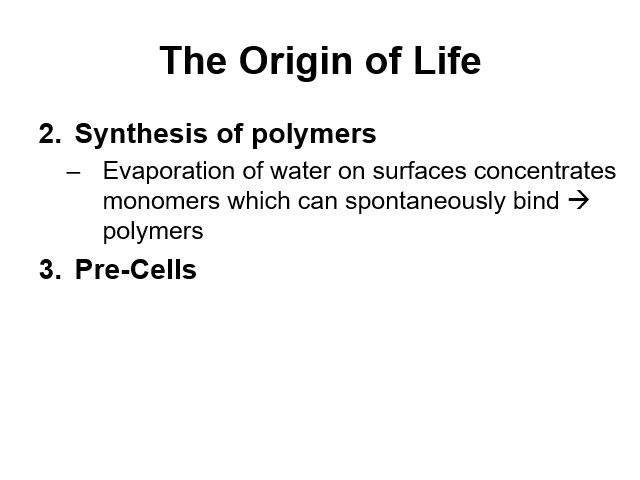 The Origin of Life
2. Synthesis of polymers
– Evaporation of water on surfaces concentrates
monomers which can spontaneously bind →
polymers
3. Pre-Cells